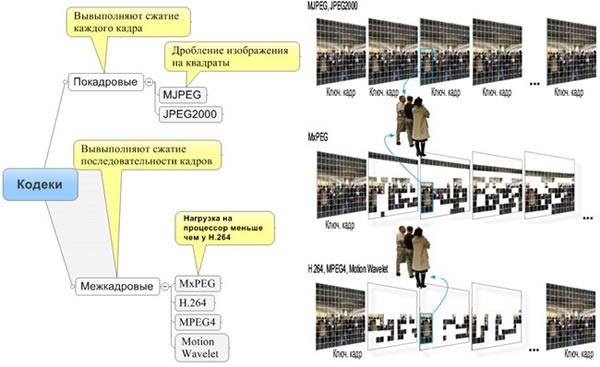 Вывыполняют сжатие
каждого кадра
Дробление изображения
на квадраты
Покадровые
MJPEG
JPEG2000
Вывыполняют сжатие
последовательности кадров
Кодеки
Нагрузка на
процессор меньше
чем у H.264
Межкадровые
MxPEG
H.264
MPEG4
Motion
Wavelet
MJPEG, JPEG2000
Ключ. кадр
Ключ. кадр
Ключ. кадр
Ключ. кадр
...
Ключ. кадр
MxPEG
Ключ. кадр
...
H.264, MPEG4, Motion Wavelet
Ключ. кадр
...
Ключ. кадр